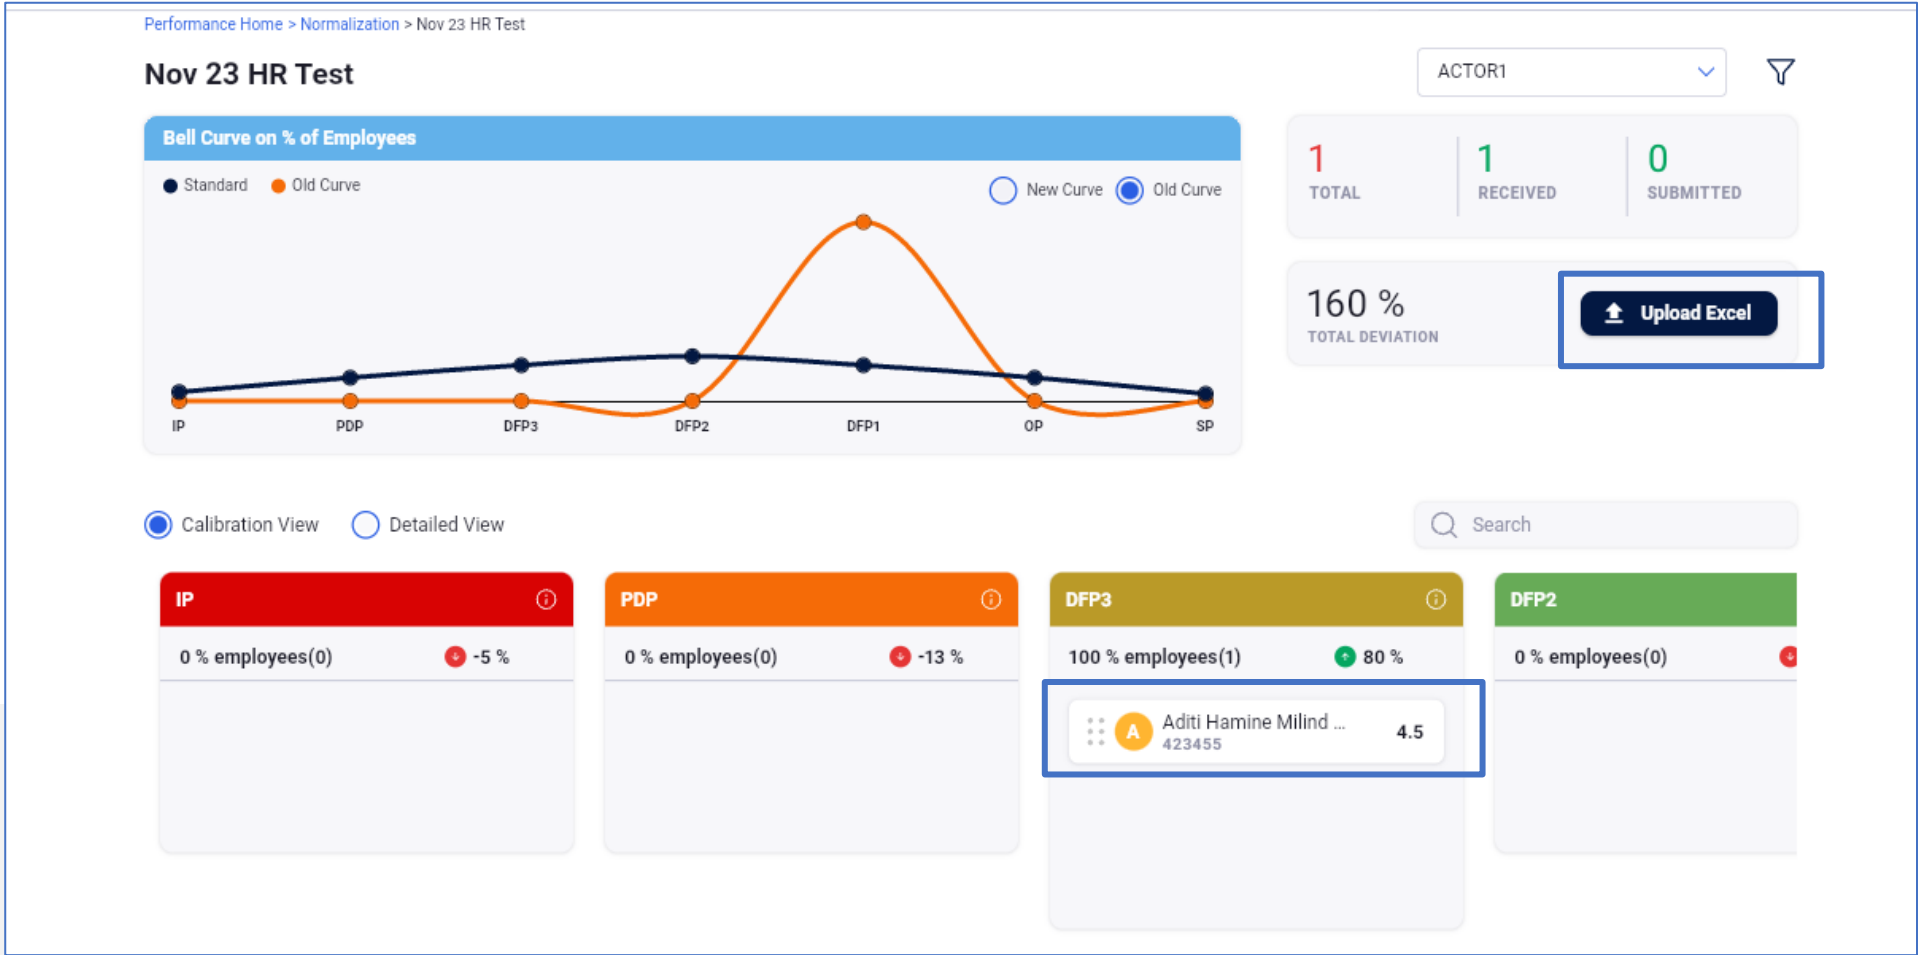 Performance Home > Normalization > Nov 23 HR Test
Nov 23 HR Test
ACTOR1
Bell Curve on % of Employees
Standard
Old Curve
New Curve
Old Curve
IP
PDP
DFP3
DFP2
DFP1
OP
SP
1
TOTAL
1
RECEIVED
0
SUBMITTED
160 %
TOTAL DEVIATION
Upload Excel
Calibration View
Detailed View
Search
IP
0 % employees(0)
-5 %
PDP
0 % employees(0)
-13 %
DFP3
100 % employees(1)
80 %
A
Aditi Hamine Milind ...
423455
4.5
DFP2
0 % employees(0)